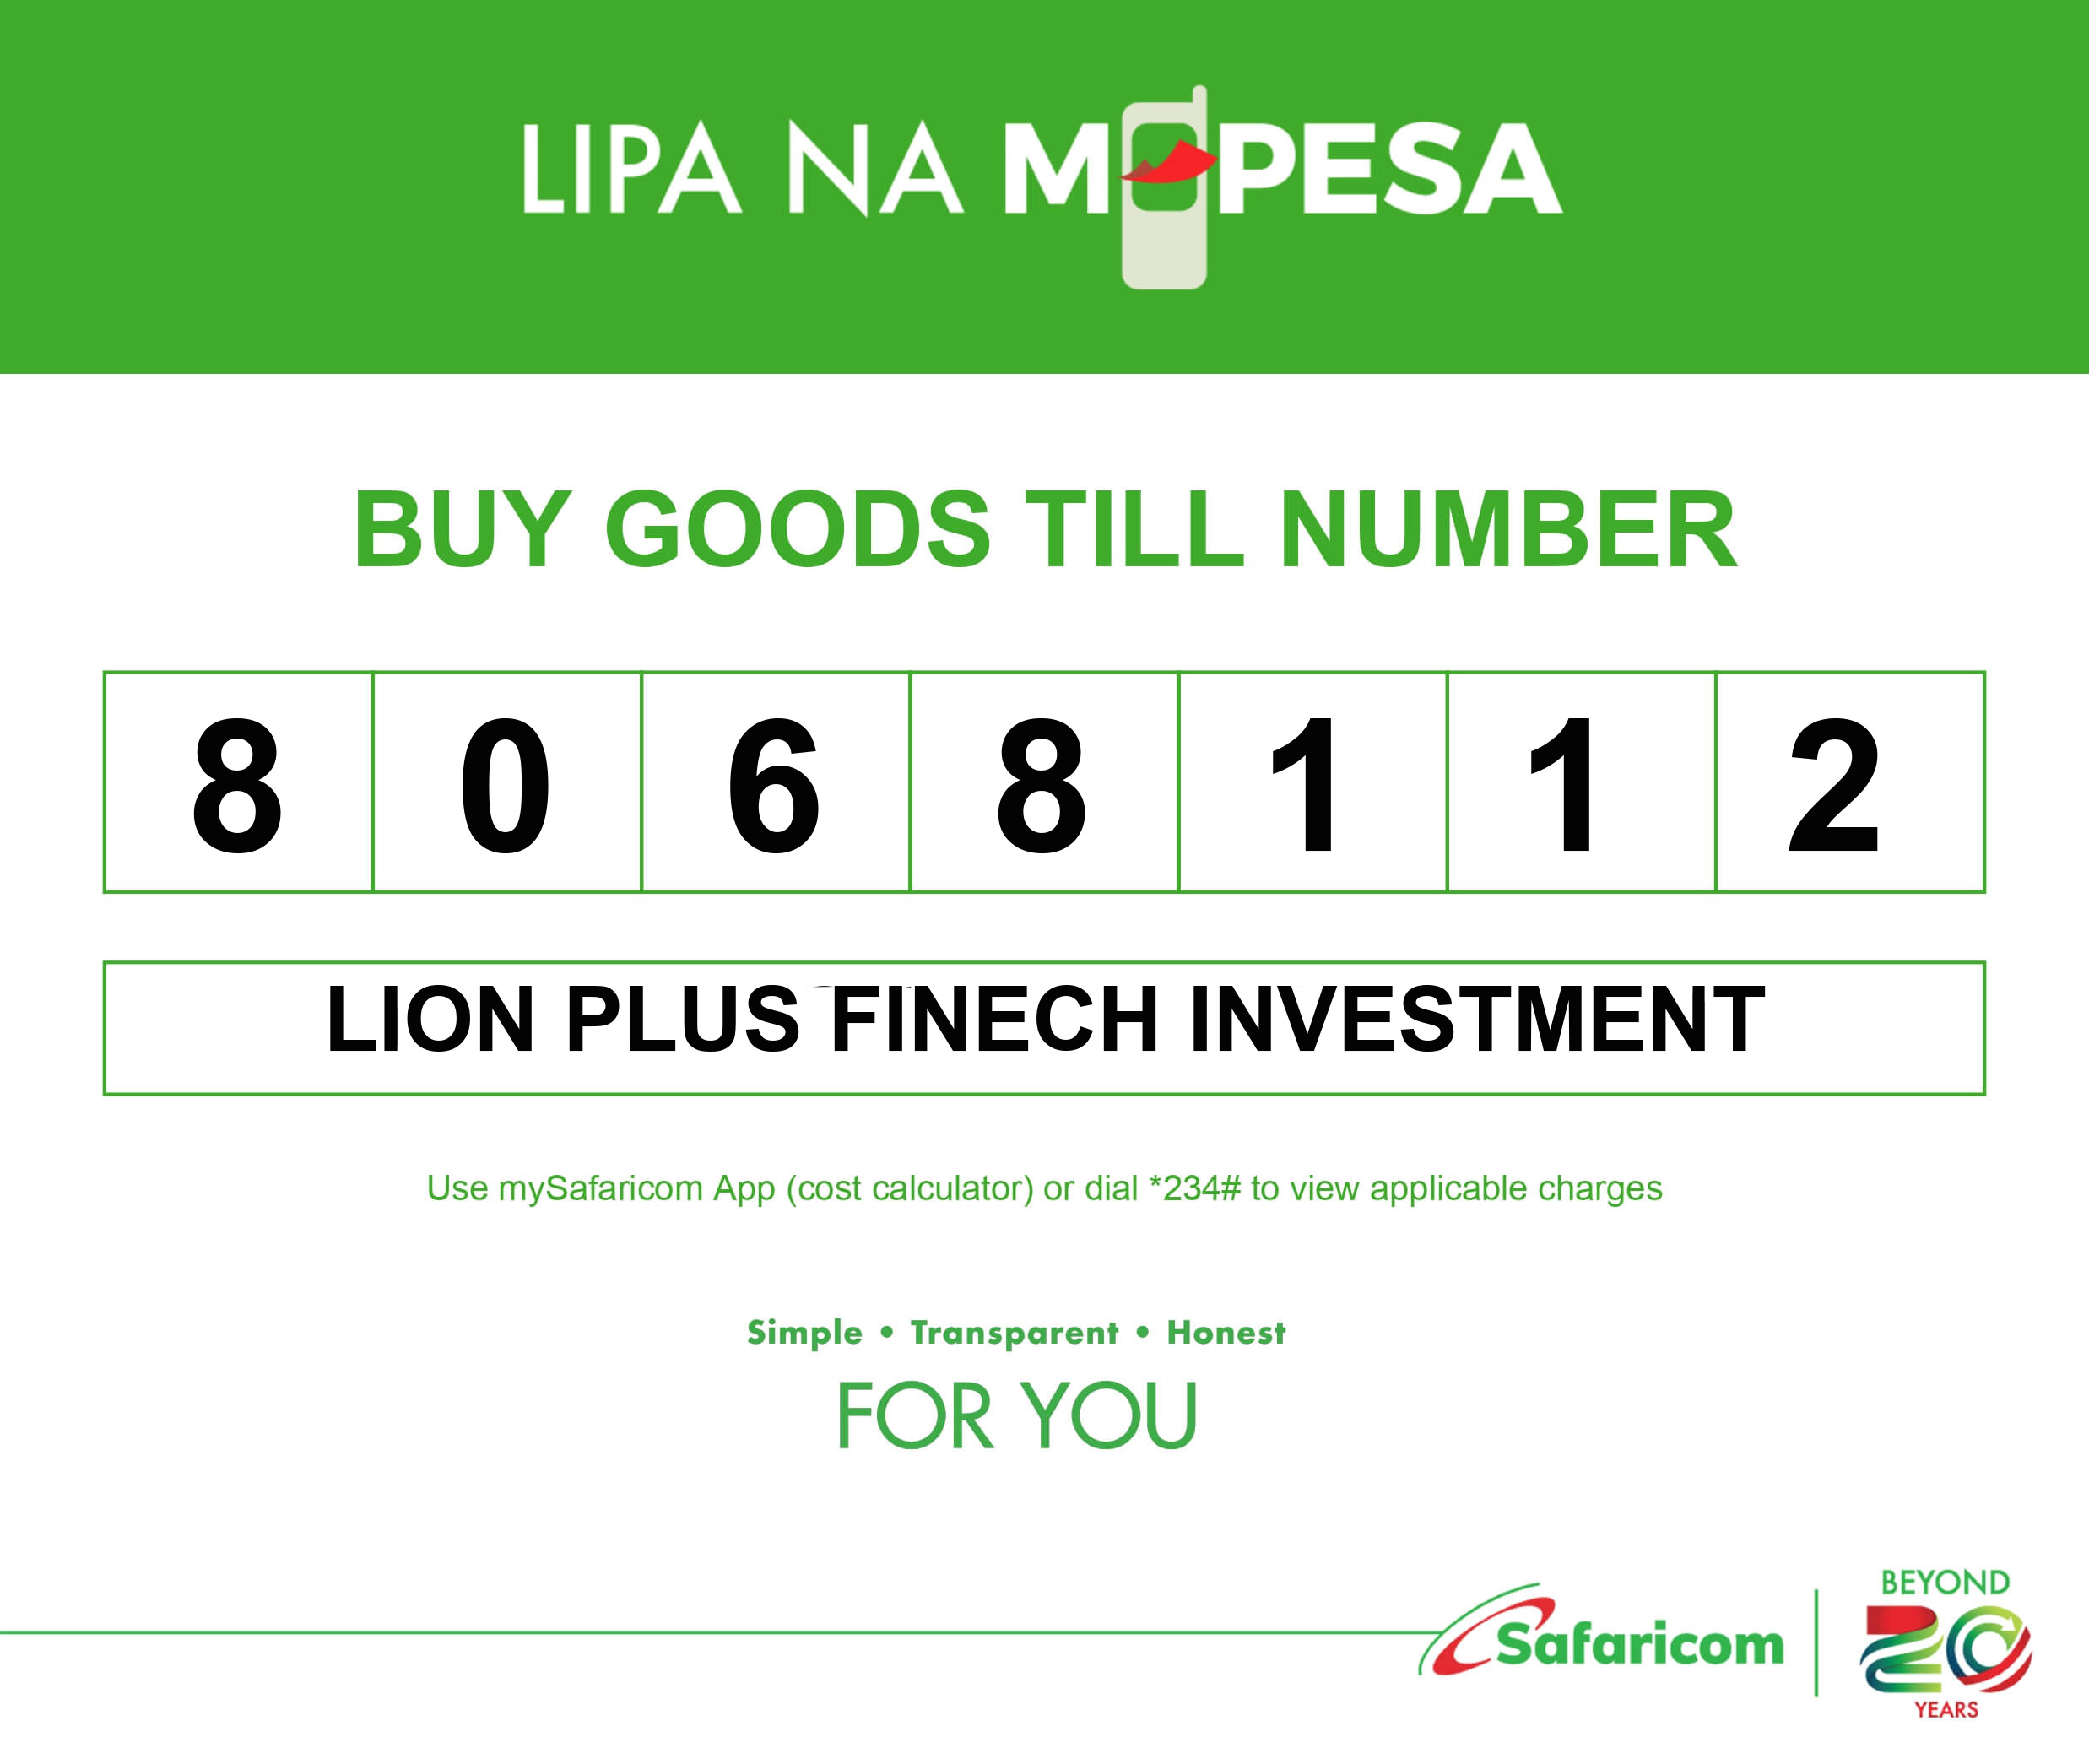 LIPA NA M PESA
BUY GOODS TILL NUMBER
8 0 6 8 1 1 2
LION PLUS FINECH INVESTMENT
Use mySafaricom App (cost calculator) or dial *234# to view applicable charges
Simple • Transparent • Honest
FOR YOU
Safaricom
BEYOND
20
YEARS